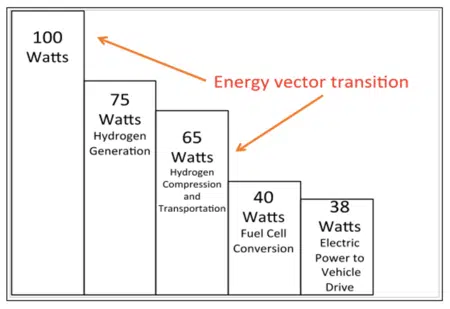 100
Watts
Energy vector transition
75
Watts
Hydrogen
Generation
65
Watts
Hydrogen
Compression
and
Transportation
40
Watts
Fuel Cell
Conversion
38
Watts
Electric
Power to
Vehicle
Drive